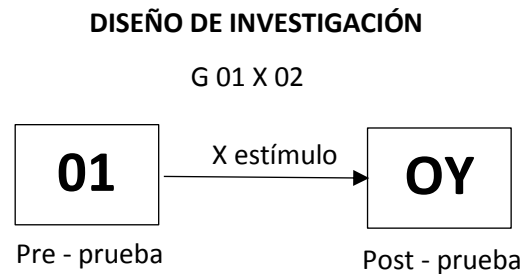 DISEÑO DE INVESTIGACIÓN
G 01 X 02
01
X estímulo
OY
Pre - prueba
Post - prueba